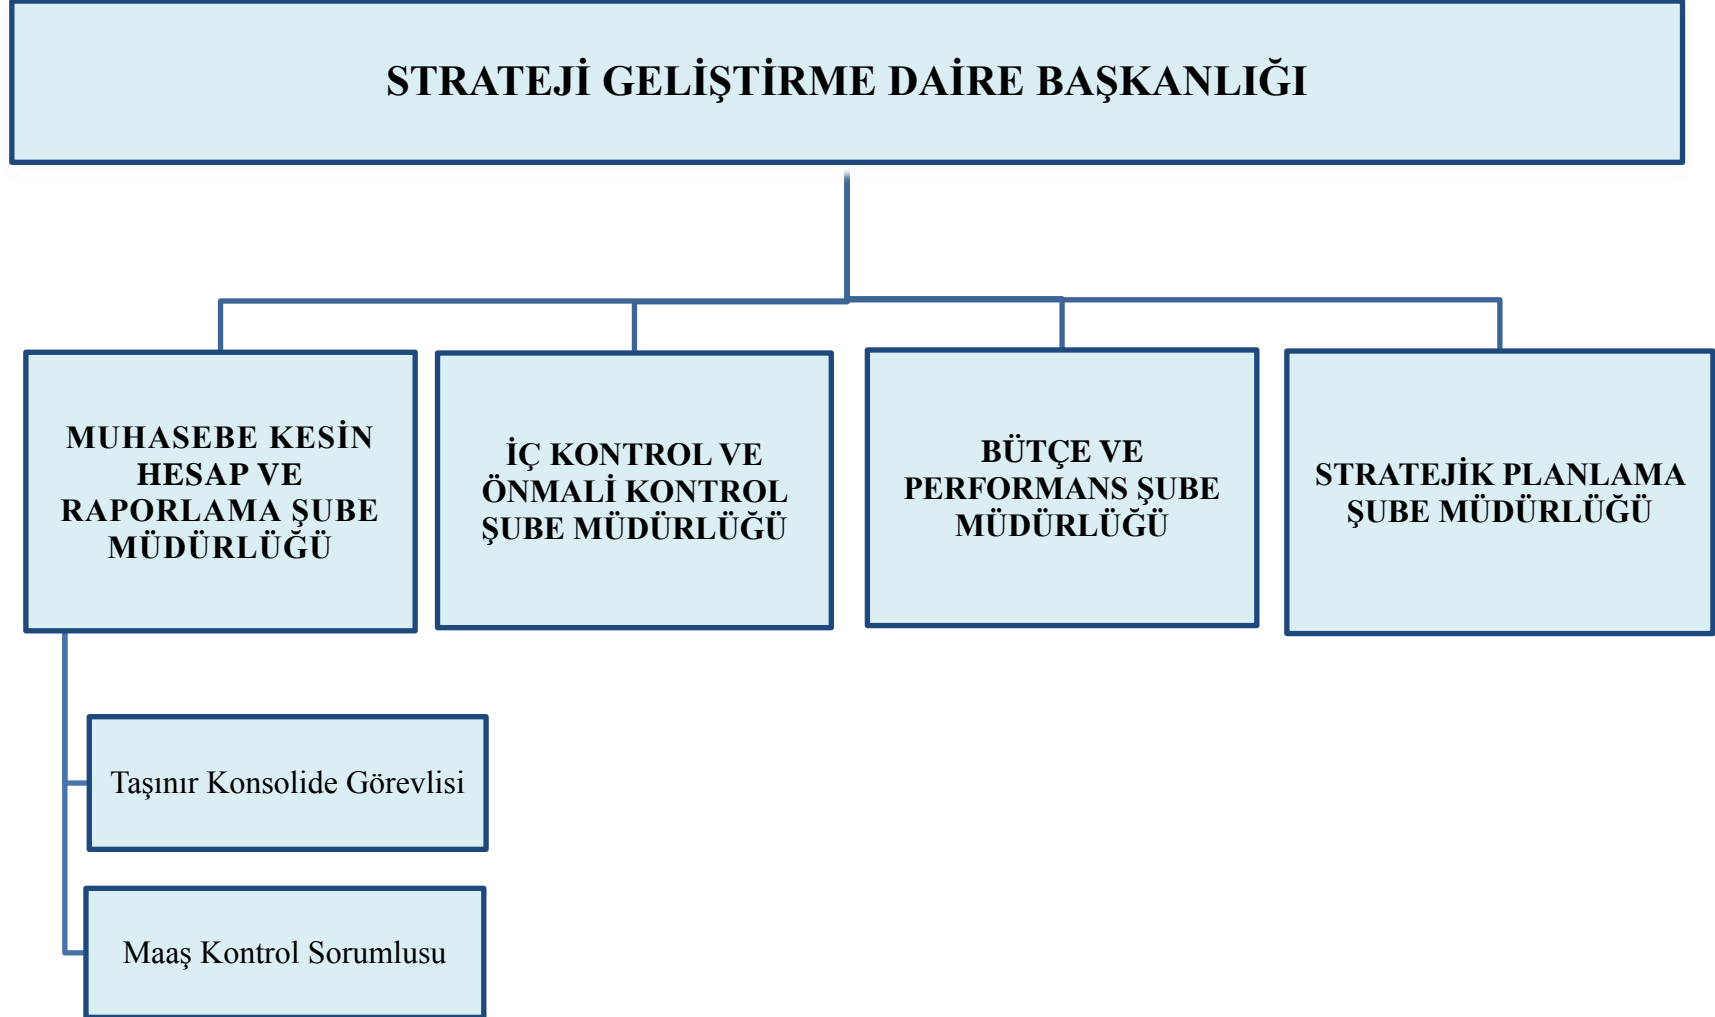 STRATEJİ GELİŞTİRME DAİRE BAŞKANLIĞI
MUHASEBE KESİN
HESAP VE
RAPORLAMA ŞUBE
MÜDÜRLÜĞÜ
İÇ KONTROL VE
ÖNMALİ KONTROL
ŞUBE MÜDÜRLÜĞÜ
BÜTÇE VE
PERFORMANS ŞUBE
MÜDÜRLÜĞÜ
STRATEJİK PLANLAMA
ŞUBE MÜDÜRLÜĞÜ
Taşınır Konsolide Görevlisi
Maaş Kontrol Sorumlusu